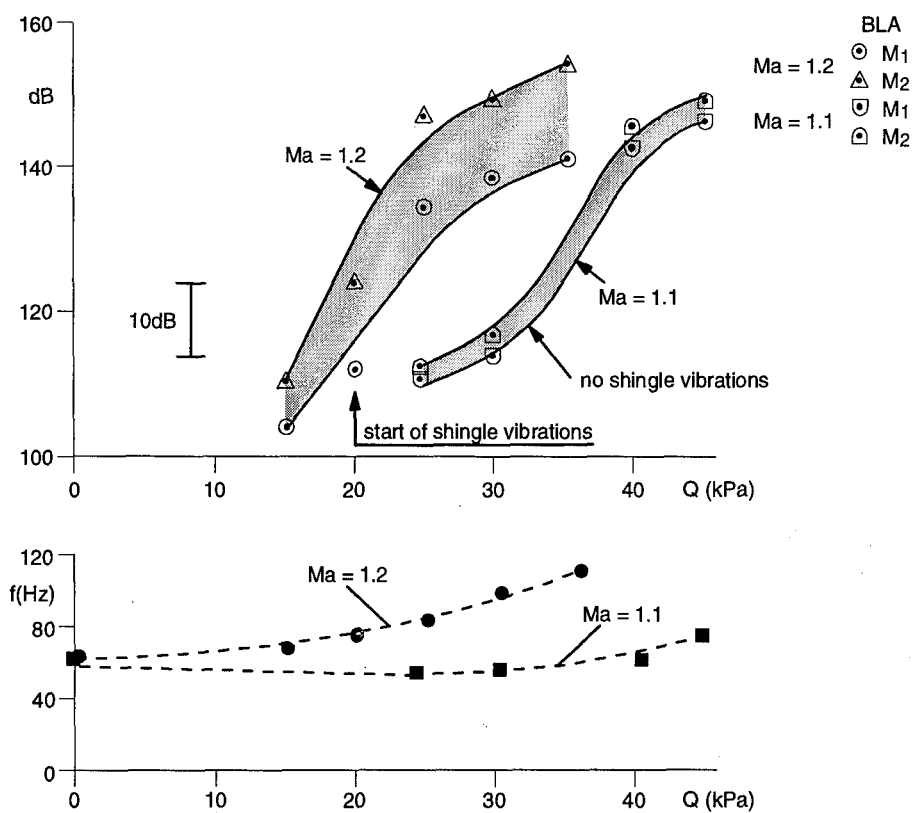 160
dB
140
120
100
10dB
Ma = 1.2
Ma = 1.1
no shingle vibrations
start of shingle vibrations
0
10
20
30
40
Q (kPa)
BLA
Ma = 1.2
M1
M2
Ma = 1.1
M1
M2
120
f(Hz)
80
40
0
Ma = 1.2
Ma = 1.1
0
10
20
30
40
Q (kPa)